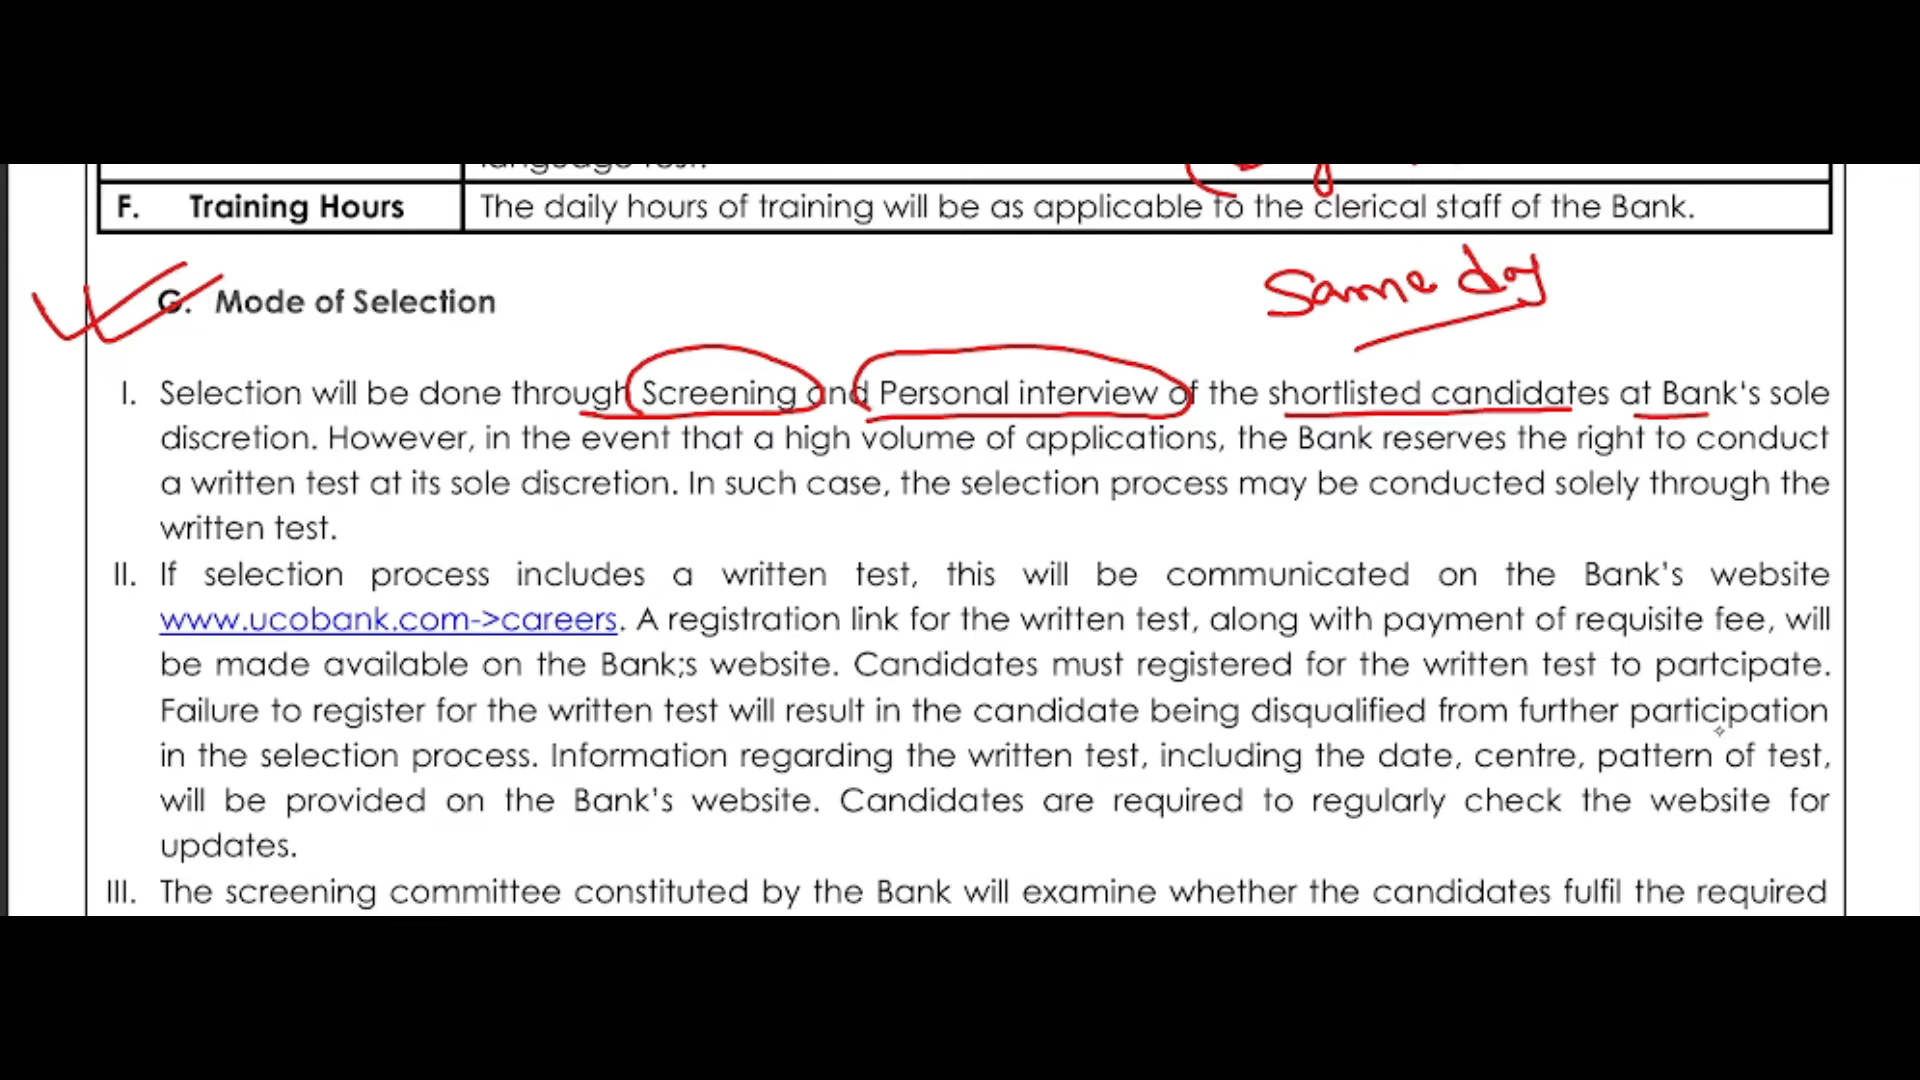 language test.
F. Training Hours The daily hours of training will be as applicable to the clerical staff of the Bank.
Same day
G. Mode of Selection
I. Selection will be done through Screening and Personal interview of the shortlisted candidates at Bank's sole
discretion. However, in the event that a high volume of applications, the Bank reserves the right to conduct
a written test at its sole discretion. In such case, the selection process may be conducted solely through the
written test.
II. If selection process includes a written test, this will be communicated on the Bank's website
www.ucobank.com->careers. A registration link for the written test, along with payment of requisite fee, will
be made available on the Bank;s website. Candidates must registered for the written test to partcipate.
Failure to register for the written test will result in the candidate being disqualified from further participation
in the selection process. Information regarding the written test, including the date, centre, pattern of test,
will be provided on the Bank's website. Candidates are required to regularly check the website for
updates.
III. The screening committee constituted by the Bank will examine whether the candidates fulfil the required